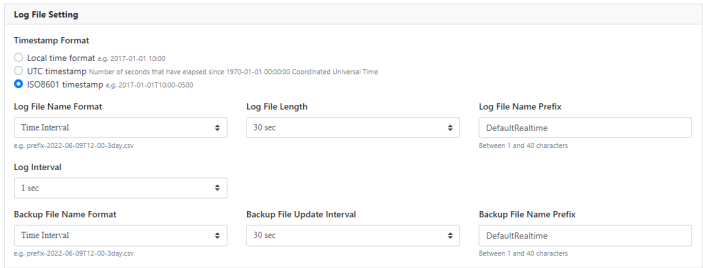 Log File Setting
Timestamp Format
Local time format e.g. 2017-01-01 10:00
UTC timestamp Number of seconds that have elapsed since 1970-01-01 00:00:00 Coordinated Universal Time
ISO8601 timestamp e.g. 2017-01-01T10:00-0500
Log File Name Format Log File Length Log File Name Prefix
Time Interval 30 sec DefaultRealtime
e.g. prefix-2022-06-09T12-00-3day.csv Between 1 and 40 characters
Log Interval
1 sec
Backup File Name Format Backup File Update Interval Backup File Name Prefix
Time Interval 30 sec DefaultRealtime
e.g. prefix-2022-06-09T12-00-3day.csv Between 1 and 40 characters